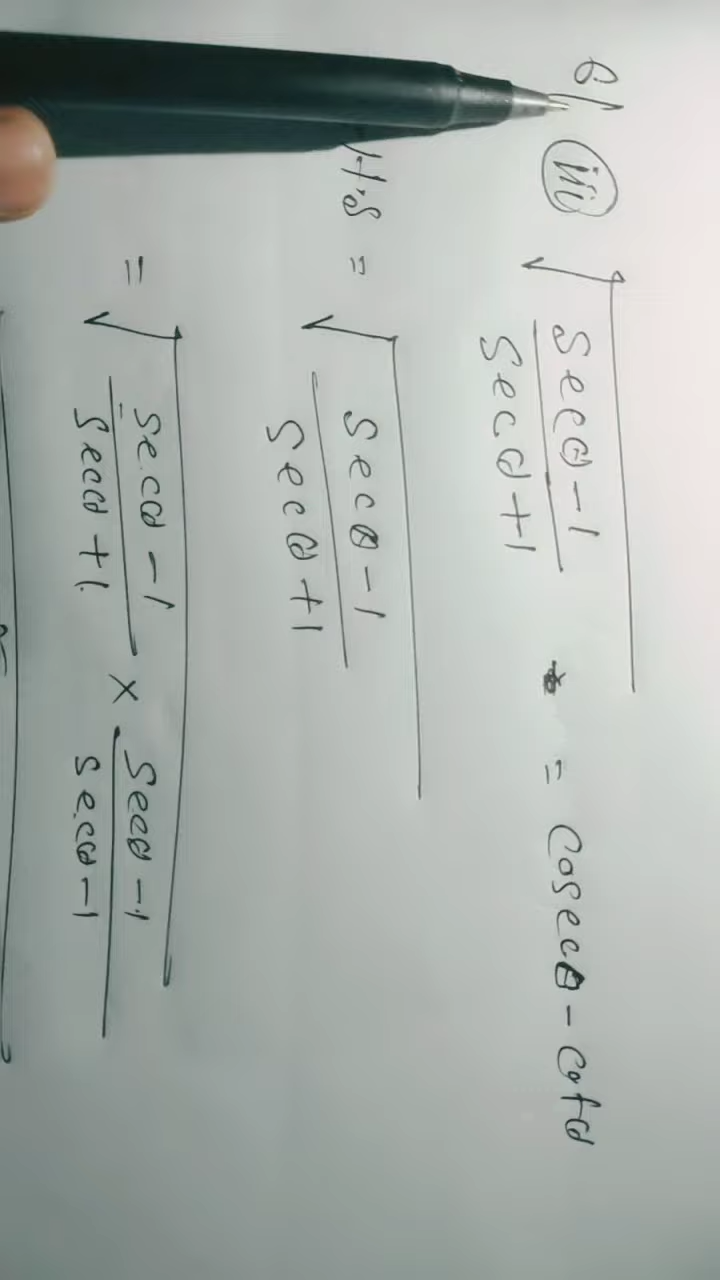 6/ (iii) √((Secθ-1)/(Secθ+1)) = Cosecθ - Cotθ
H.S = √((Secθ-1)/(Secθ+1))
= √((Secθ-1)/(Secθ+1) × (Secθ-1)/(Secθ-1))